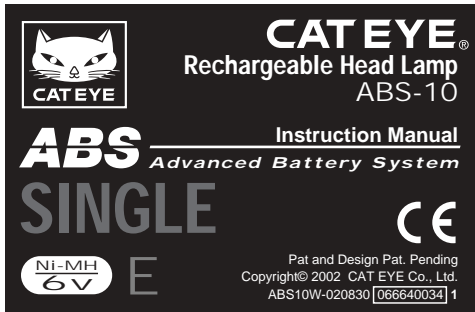 CAT EYE®
Rechargeable Head Lamp
CAT EYE
ABS-10
Instruction Manual
ABS
Advanced Battery System
SINGLE
CE
Ni-MH
6V
E
Pat and Design Pat. Pending
Copyright© 2002 CAT EYE Co., Ltd.
ABS10W-020830 066640034 1